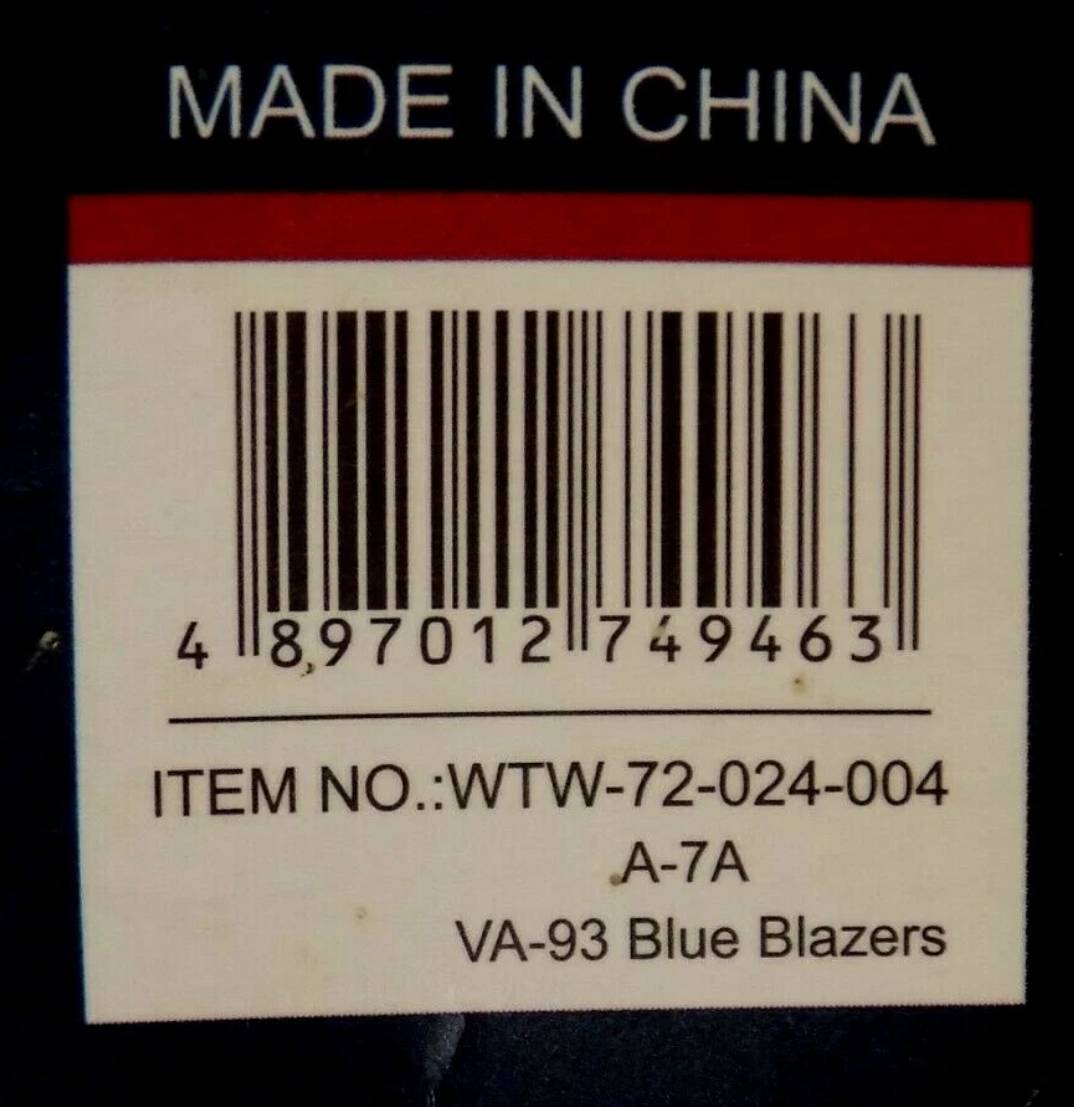 MADE IN CHINA
4 897012 749463
ITEM NO.:WTW-72-024-004
A-7A
VA-93 Blue Blazers